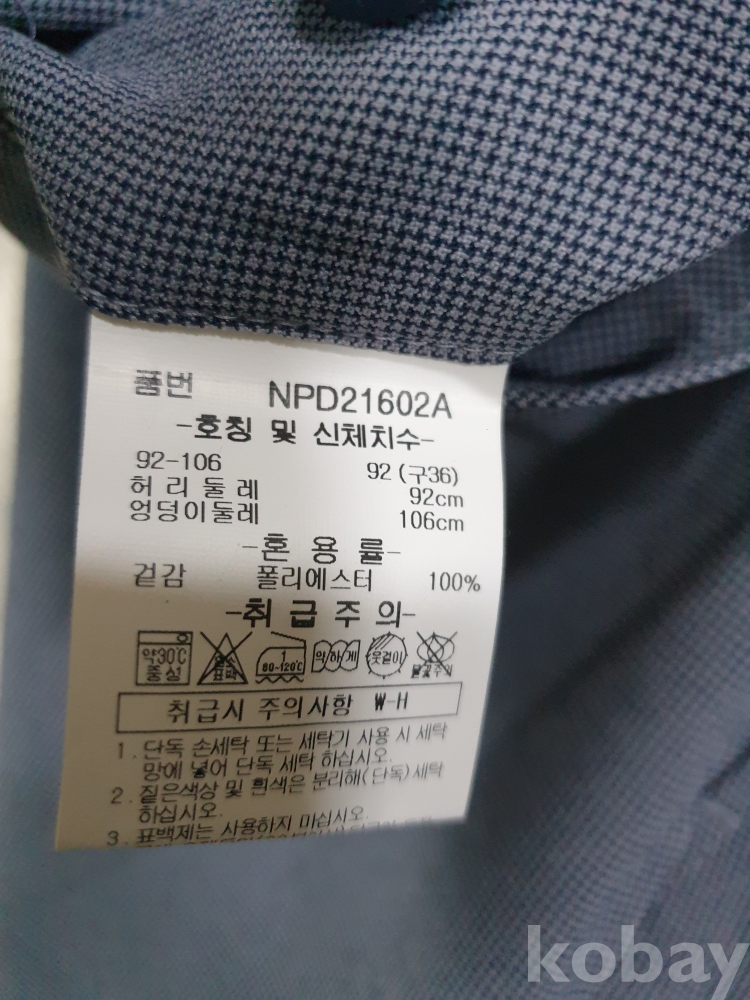 품번 NPD21602A
-호칭 및 신체치수-
92-106 92 (구36)
허리둘레 92cm
엉덩이둘레 106cm
-혼용률-
겉감 폴리에스터 100%
-취급주의-
약30℃ 중성 염소 표백 1 80-120℃ 약하게 옷걸이
취급시 주의사항 W-H
1. 단독 손세탁 또는 세탁기 사용 시 세탁
망에 넣어 단독 세탁 하십시오.
2. 짙은색상 및 흰색은 분리해(단독)세탁
하십시오.
3. 표백제는 사용하지 마십시오.
kobay